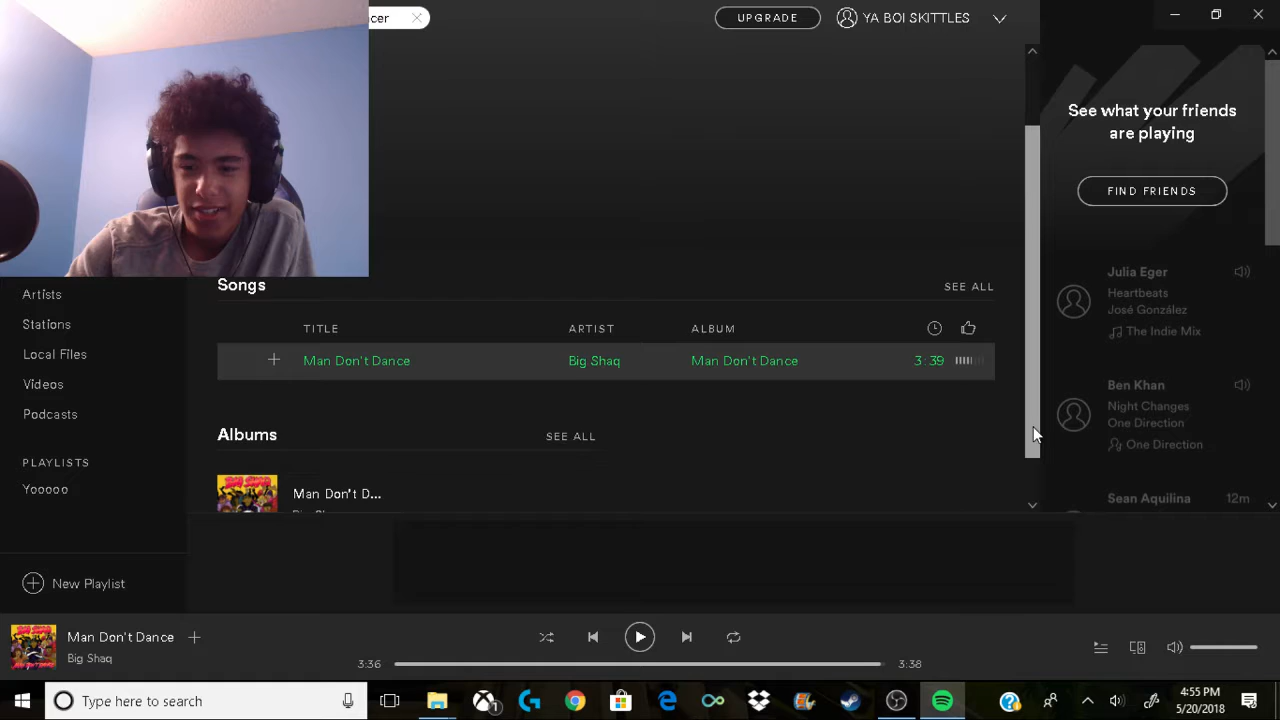 cer
UPGRADE
YA BOI SKITTLES
See what your friends
are playing
FIND FRIENDS
Julia Eger
Heartbeats
José González
The Indie Mix
Ben Khan
Night Changes
One Direction
One Direction
Sean Aquilina 12m
Artists
Stations
Local Files
Videos
Podcasts
PLAYLISTS
Yooooo
New Playlist
Songs
SEE ALL
TITLE ARTIST ALBUM
Man Don't Dance Big Shaq Man Don't Dance 3:39
Albums
SEE ALL
Man Don't D...
Man Don't Dance
Big Shaq
3:36
3:38
Type here to search
4:55 PM
5/20/2018